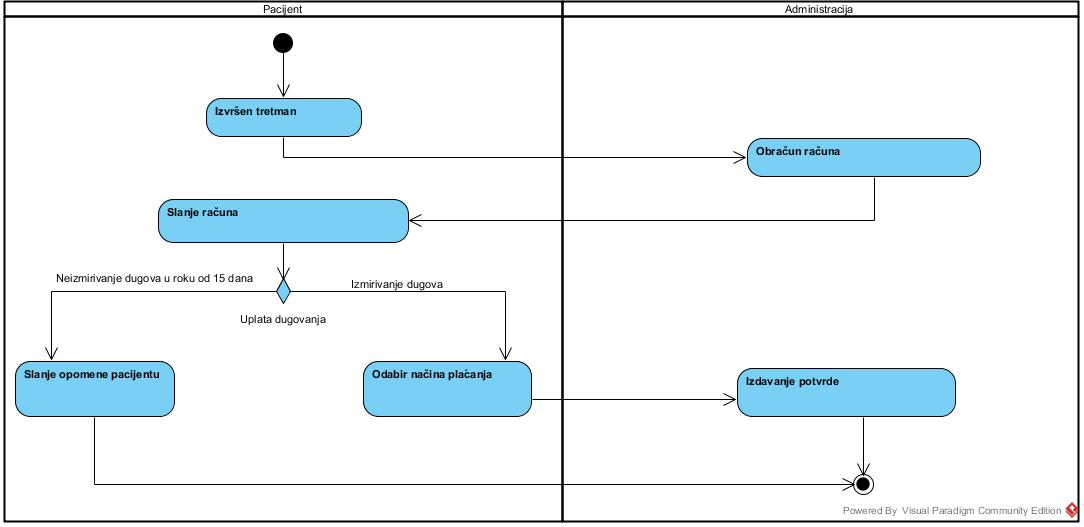 Pacijent
Administracija
Izvršen tretman
Obračun računa
Slanje računa
Neizmirivanje dugova u roku od 15 dana
Izmirivanje dugova
Uplata dugovanja
Slanje opomene pacijentu
Odabir načina plaćanja
Izdavanje potvrde
Powered By Visual Paradigm Community Edition